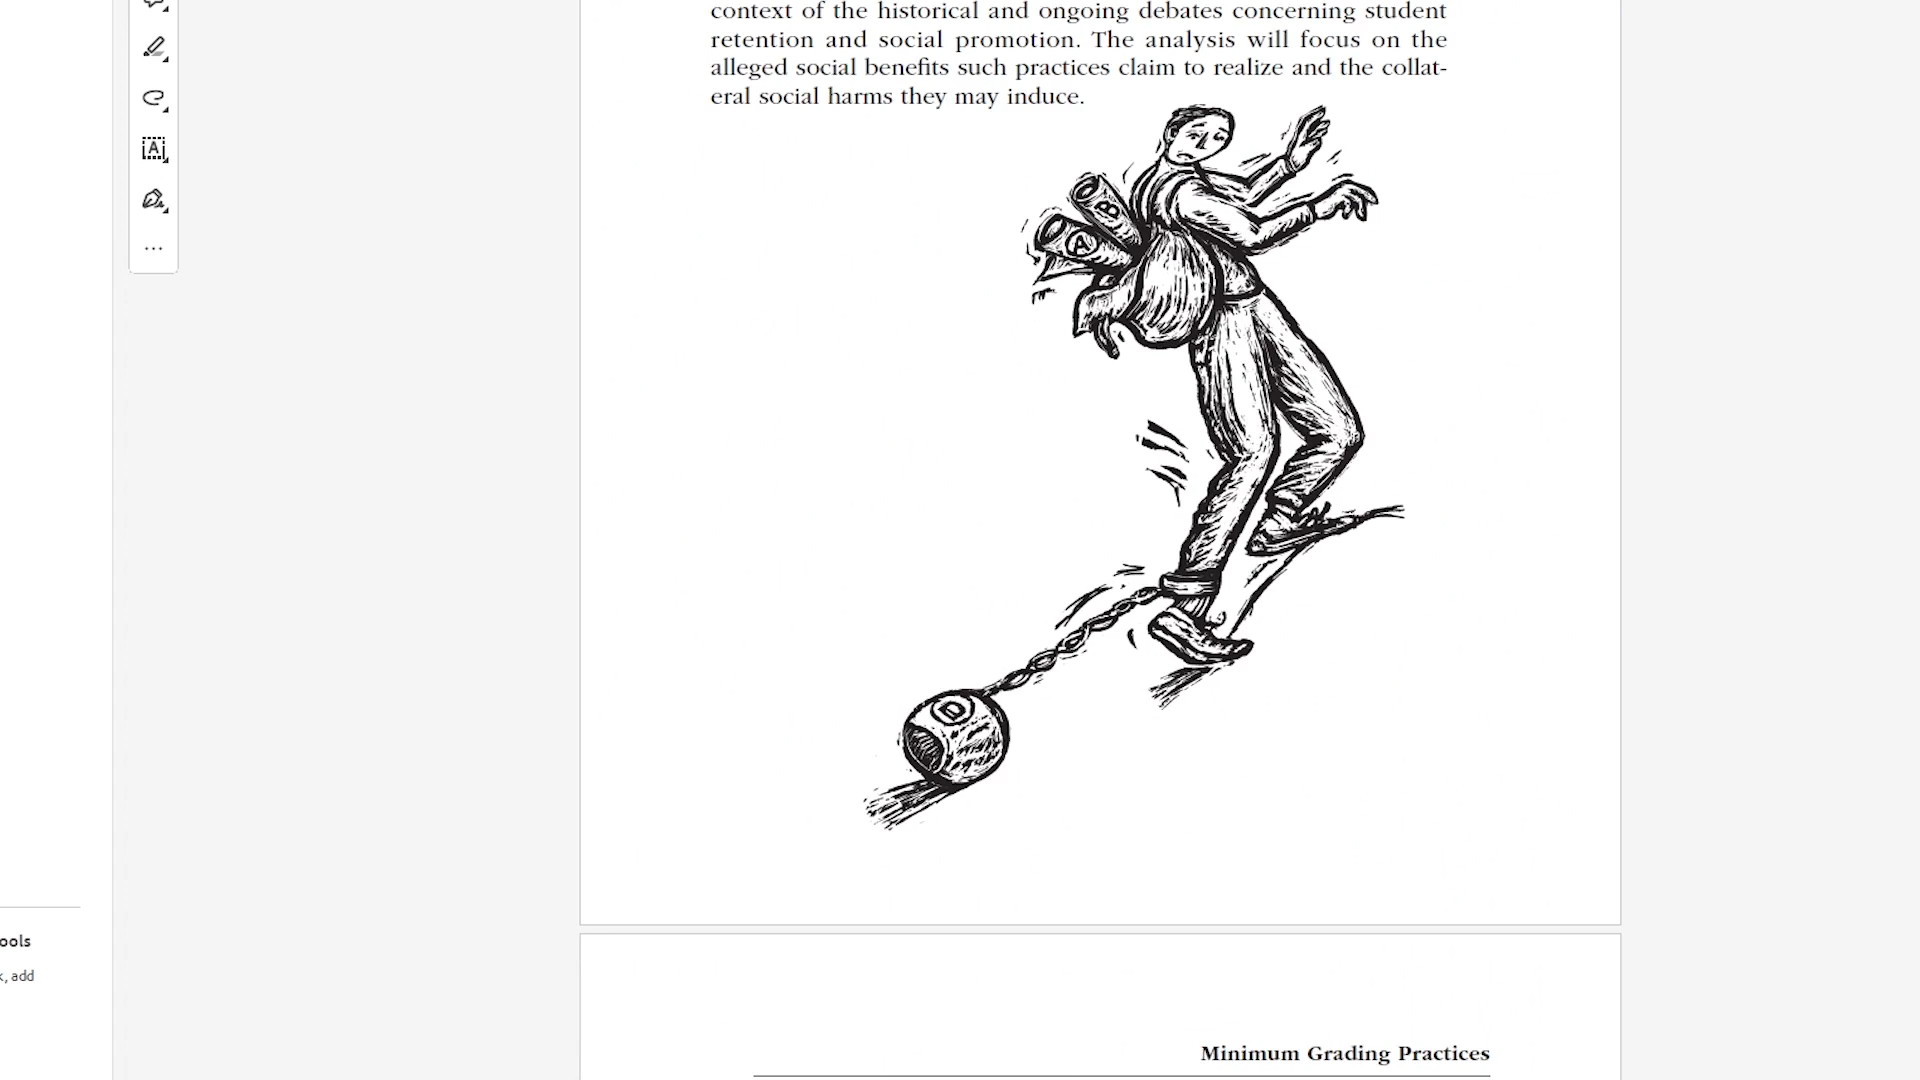 context of the historical and ongoing debates concerning student
retention and social promotion. The analysis will focus on the
alleged social benefits such practices claim to realize and the collat-
eral social harms they may induce.
A
B
A
D
ools
, add
Minimum Grading Practices